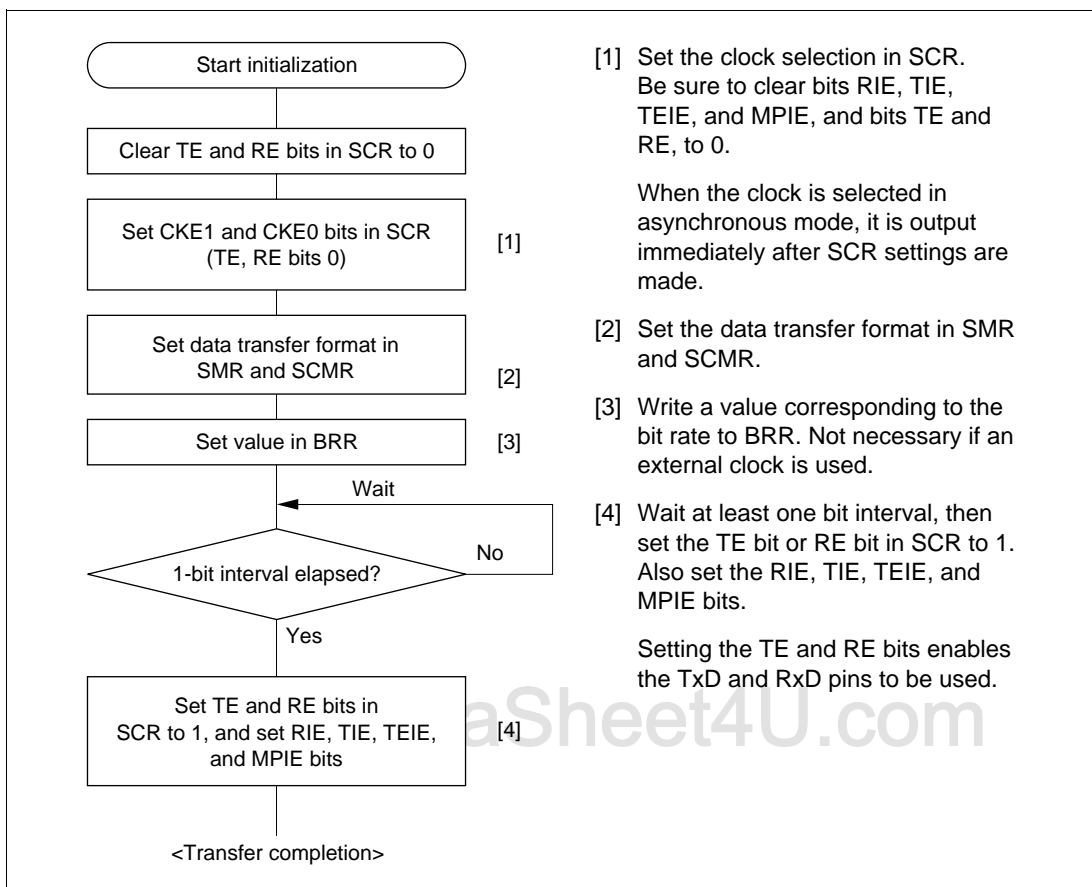 Start initialization
Clear TE and RE bits in SCR to 0
Set CKE1 and CKE0 bits in SCR
(TE, RE bits 0)
[1]
Set data transfer format in
SMR and SCMR
[2]
Set value in BRR
[3]
Wait
1-bit interval elapsed?
No
Yes
Set TE and RE bits in
SCR to 1, and set RIE, TIE, TEIE,
and MPIE bits
[4]
<Transfer completion>
[1] Set the clock selection in SCR.
Be sure to clear bits RIE, TIE,
TEIE, and MPIE, and bits TE and
RE, to 0.
When the clock is selected in
asynchronous mode, it is output
immediately after SCR settings are
made.
[2] Set the data transfer format in SMR
and SCMR.
[3] Write a value corresponding to the
bit rate to BRR. Not necessary if an
external clock is used.
[4] Wait at least one bit interval, then
set the TE bit or RE bit in SCR to 1.
Also set the RIE, TIE, TEIE, and
MPIE bits.
Setting the TE and RE bits enables
the TxD and RxD pins to be used.
aSheet4U.com